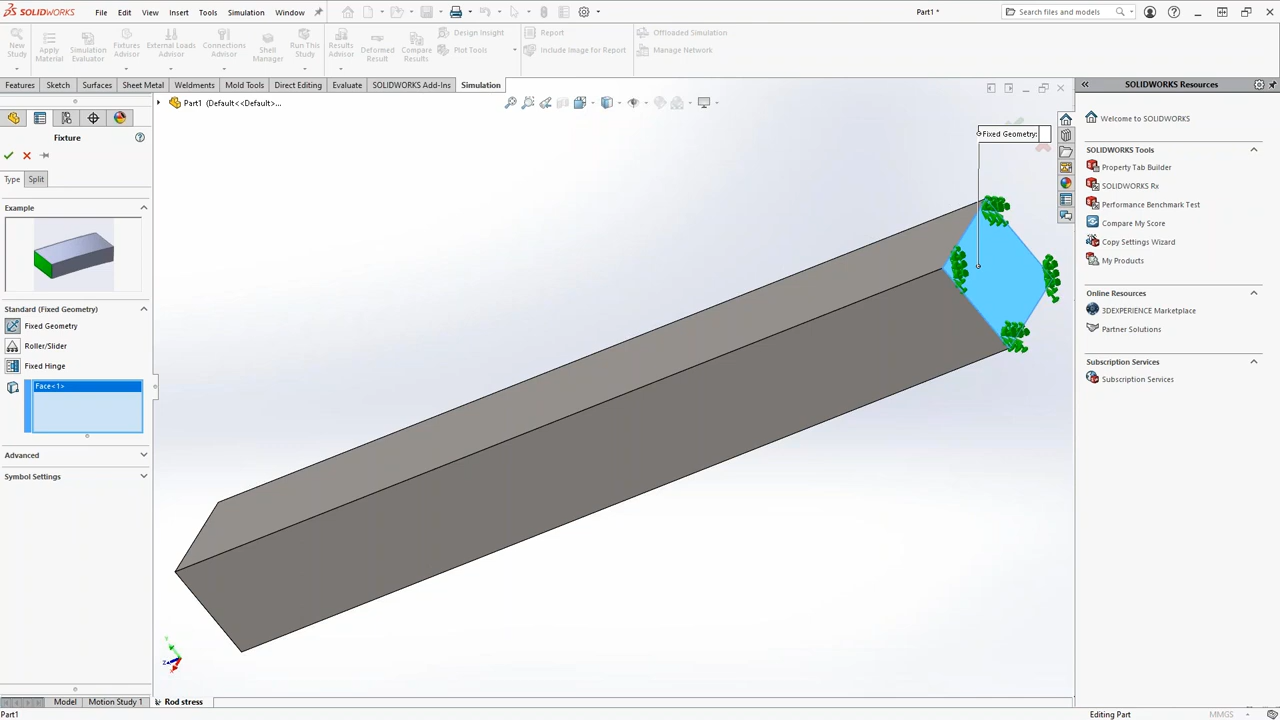 SOLIDWORKS File Edit View Insert Tools Simulation Window Part1 * Search files and models
New Study Apply Material Simulation Evaluator Fixtures Advisor External Loads Advisor Connections Advisor Shell Manager Run This Study Results Advisor Deformed Result Compare Results Design Insight Plot Tools Report Include Image for Report Offloaded Simulation Manage Network
Features Sketch Surfaces Sheet Metal Weldments Mold Tools Direct Editing Evaluate SOLIDWORKS Add-Ins Simulation
SOLIDWORKS Resources
Part1 (Default<<Default>...
Fixture
Type Split
Example
Standard (Fixed Geometry)
Fixed Geometry
Roller/Slider
Fixed Hinge
Face<1>
Advanced
Symbol Settings
Fixed Geometry:
Welcome to SOLIDWORKS
SOLIDWORKS Tools
Property Tab Builder
SOLIDWORKS Rx
Performance Benchmark Test
Compare My Score
Copy Settings Wizard
My Products
Online Resources
3DEXPERIENCE Marketplace
Partner Solutions
Subscription Services
Subscription Services
Model Motion Study 1 Rod stress
Part1 Editing Part MMGS